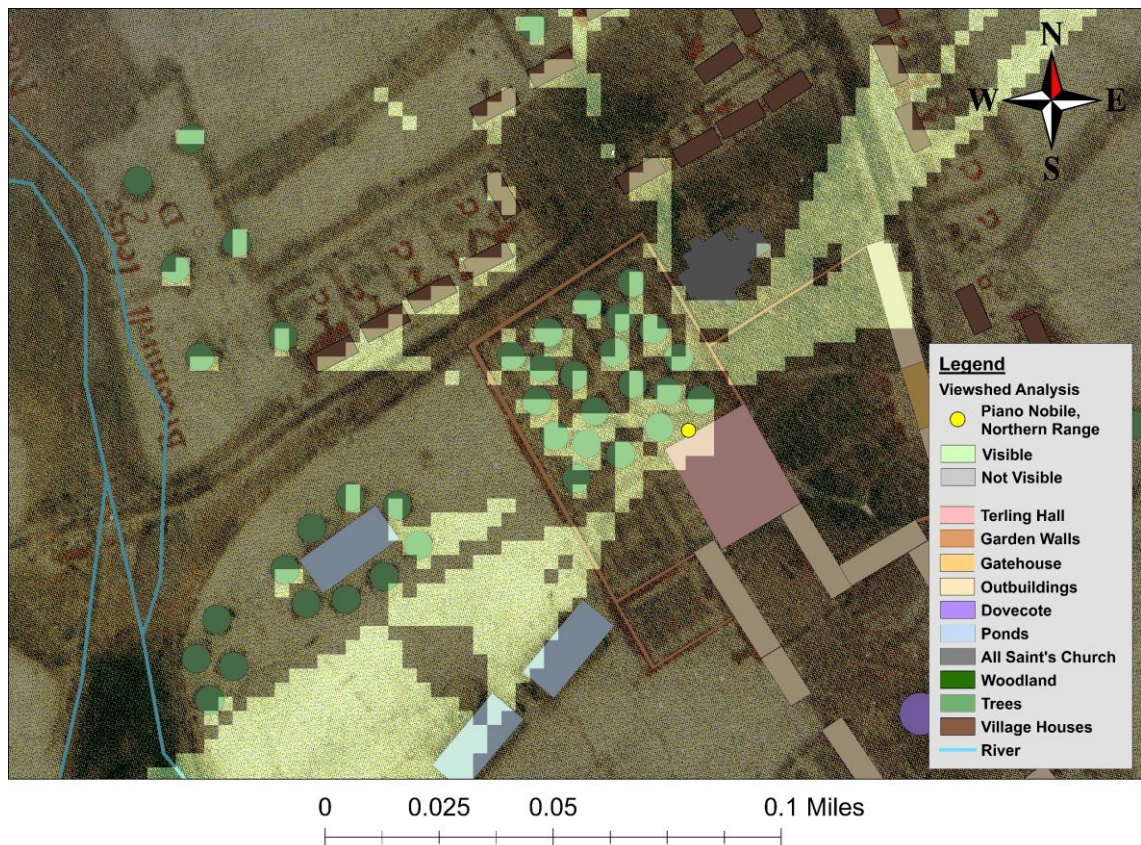 N
W E
S
Legend
Viewshed Analysis
Piano Nobile,
Northern Range
Visible
Not Visible
Terling Hall
Garden Walls
Gatehouse
Outbuildings
Dovecote
Ponds
All Saint's Church
Woodland
Trees
Village Houses
River
0 0.025 0.05 0.1 Miles